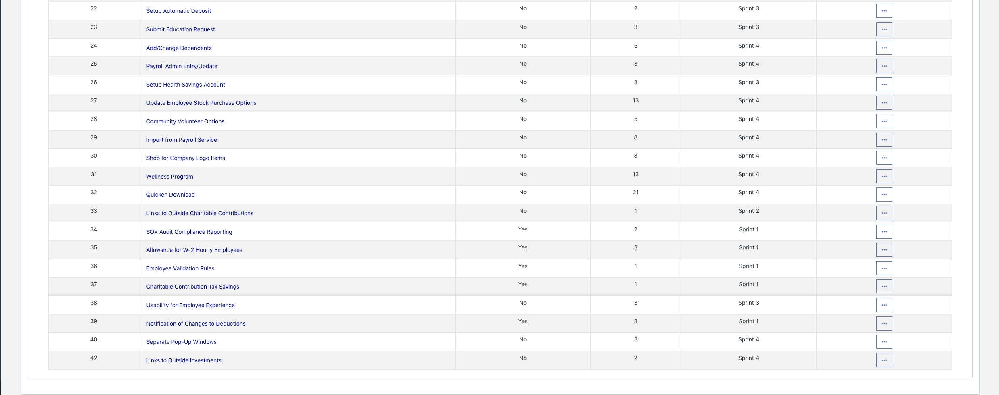 22 Setup Automatic Deposit No 2 Sprint 3 •••
23 Submit Education Request No 3 Sprint 3 •••
24 Add/Change Dependents No 5 Sprint 4 •••
25 Payroll Admin Entry/Update No 3 Sprint 4 •••
26 Setup Health Savings Account No 3 Sprint 3 •••
27 Update Employee Stock Purchase Options No 13 Sprint 4 •••
28 Community Volunteer Options No 5 Sprint 4 •••
29 Import from Payroll Service No 8 Sprint 4 •••
30 Shop for Company Logo Items No 8 Sprint 4 •••
31 Wellness Program No 13 Sprint 4 •••
32 Quicken Download No 21 Sprint 4 •••
33 Links to Outside Charitable Contributions No 1 Sprint 2 •••
34 SOX Audit Compliance Reporting Yes 2 Sprint 1 •••
35 Allowance for W-2 Hourly Employees Yes 3 Sprint 1 •••
36 Employee Validation Rules Yes 1 Sprint 1 •••
37 Charitable Contribution Tax Savings Yes 1 Sprint 1 •••
38 Usability for Employee Experience No 3 Sprint 3 •••
39 Notification of Changes to Deductions Yes 3 Sprint 1 •••
40 Separate Pop-Up Windows No 3 Sprint 4 •••
42 Links to Outside Investments No 2 Sprint 4 •••